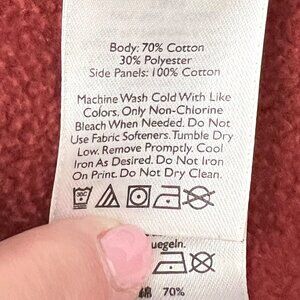 Body: 70% Cotton
30% Polyester
Side Panels: 100% Cotton
Machine Wash Cold With Like
Colors. Only Non-Chlorine
Bleach When Needed. Do Not
Use Fabric Softeners. Tumble Dry
Low. Remove Promptly. Cool
Iron As Desired. Do Not Iron
On Print. Do Not Dry Clean.
30C
uegeln.
綿 70%